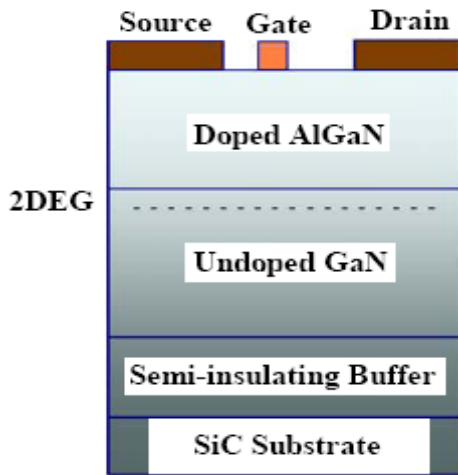 Source Gate Drain
Doped AlGaN
2DEG
Undoped GaN
Semi-insulating Buffer
SiC Substrate